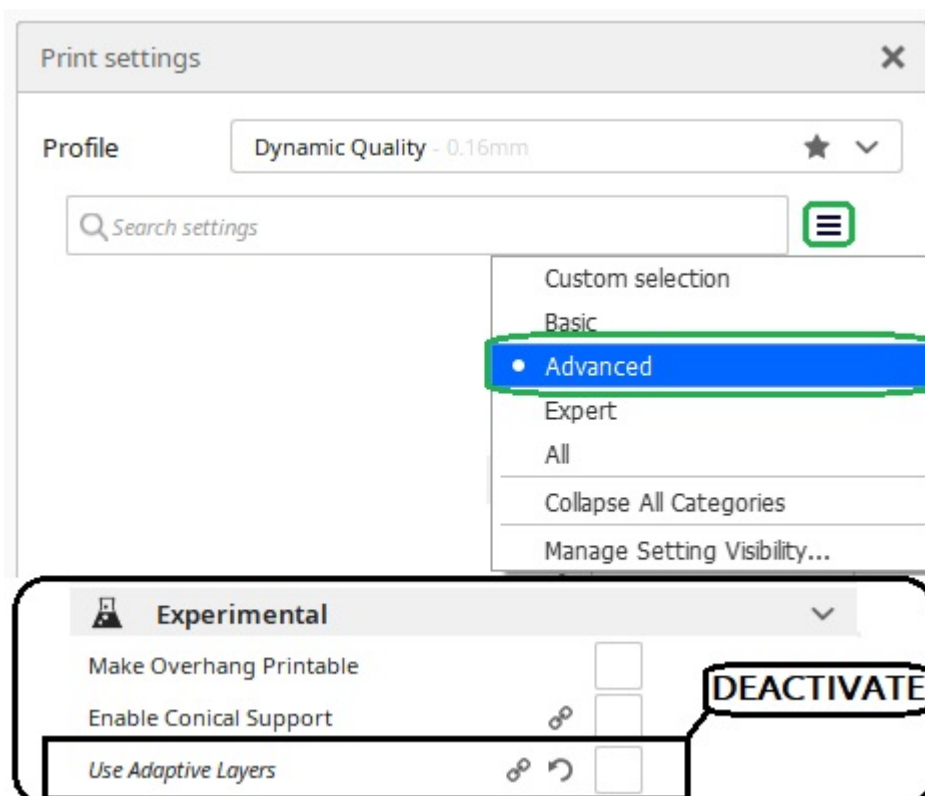 Print settings
Profile
Dynamic Quality - 0.16mm
Search settings
Custom selection
Basic
Advanced
Expert
All
Collapse All Categories
Manage Setting Visibility...
Experimental
Make Overhang Printable
DEACTIVATE
Enable Conical Support
Use Adaptive Layers